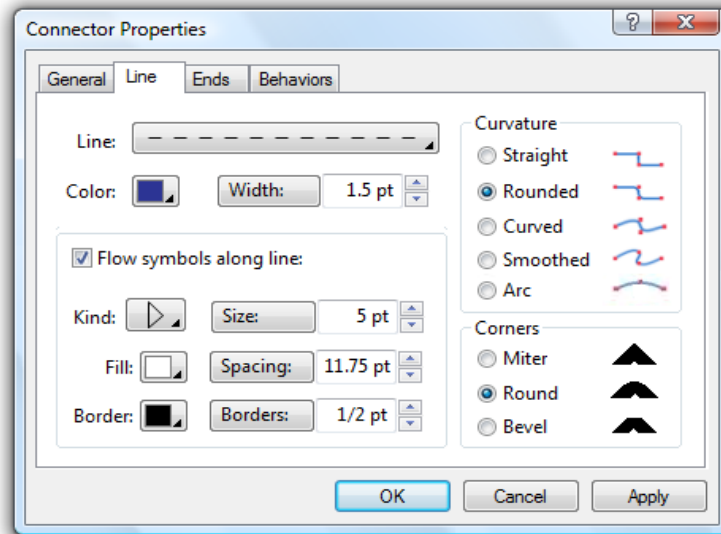 Connector Properties
General Line Ends Behaviors
Line:
Color: Width: 1.5 pt
Flow symbols along line:
Kind: Size: 5 pt
Fill: Spacing: 11.75 pt
Border: Borders: 1/2 pt
Curvature
Straight
Rounded
Curved
Smoothed
Arc
Corners
Miter
Round
Bevel
OK Cancel Apply